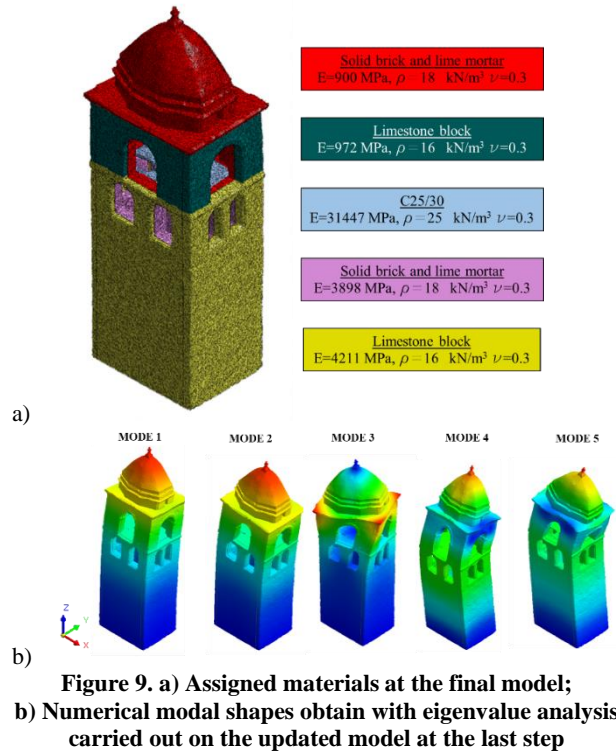 Solid brick and lime mortar
E=900 MPa, ρ = 18 kN/m³ ν=0.3
Limestone block
E=972 MPa, ρ = 16 kN/m³ ν=0.3
C25/30
E=31447 MPa, ρ = 25 kN/m³ ν=0.3
Solid brick and lime mortar
E=3898 MPa, ρ = 18 kN/m³ ν=0.3
Limestone block
E=4211 MPa, ρ = 16 kN/m³ ν=0.3
a)
MODE 1 MODE 2 MODE 3 MODE 4 MODE 5
Z
Y
X
b)
Figure 9. a) Assigned materials at the final model;
b) Numerical modal shapes obtain with eigenvalue analysis
carried out on the updated model at the last step